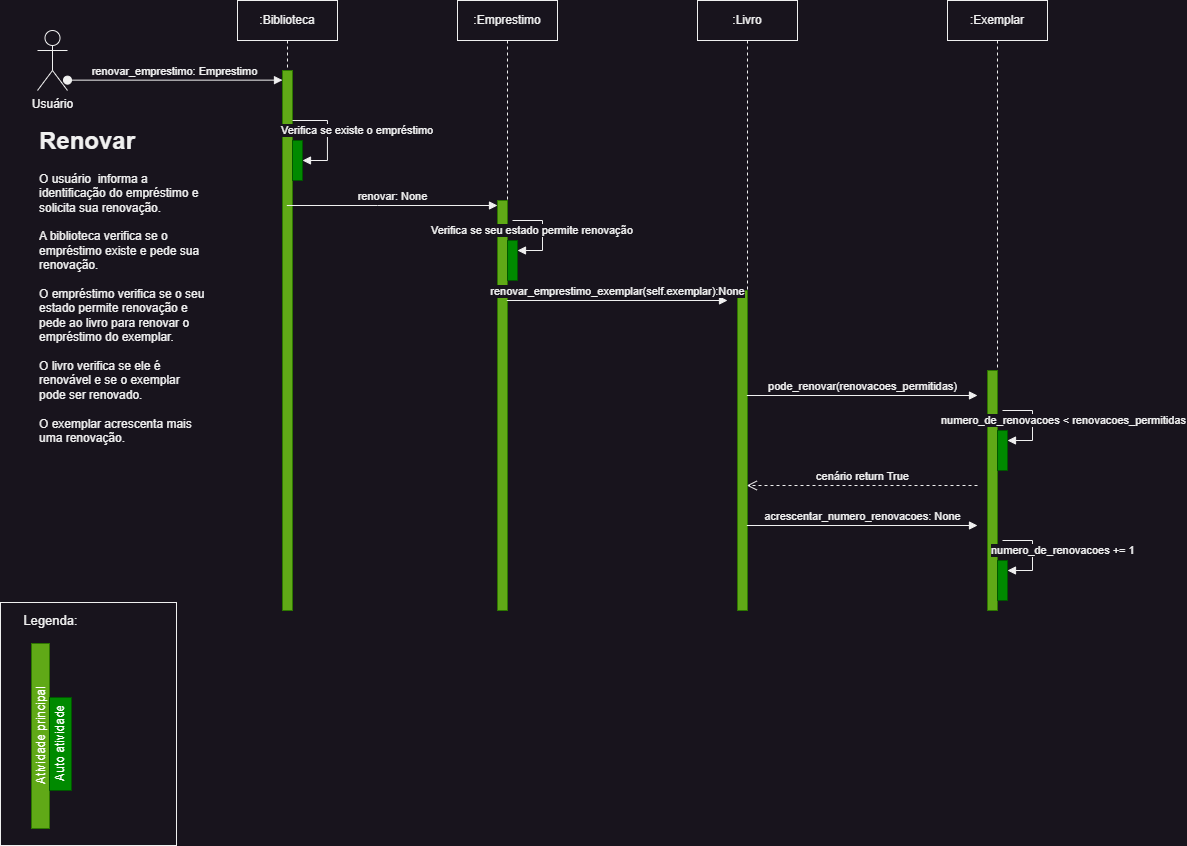 :Biblioteca
:Emprestimo
:Livro
:Exemplar
renovar_emprestimo: Emprestimo
Usuário
Verifica se existe o empréstimo
Renovar
O usuário informa a
identificação do empréstimo e
solicita sua renovação.
A biblioteca verifica se o
empréstimo existe e pede sua
renovação.
O empréstimo verifica se o seu
estado permite renovação e
pede ao livro para renovar o
empréstimo do exemplar.
O livro verifica se ele é
renovável e se o exemplar
pode ser renovado.
O exemplar acrescenta mais
uma renovação.
renovar: None
Verifica se seu estado permite renovação
renovar_emprestimo_exemplar(self.exemplar):None
pode_renovar(renovacoes_permitidas)
numero_de_renovacoes < renovacoes_permitidas
cenário return True
acrescentar_numero_renovacoes: None
numero_de_renovacoes += 1
Legenda:
Atividade principal
Auto atividade